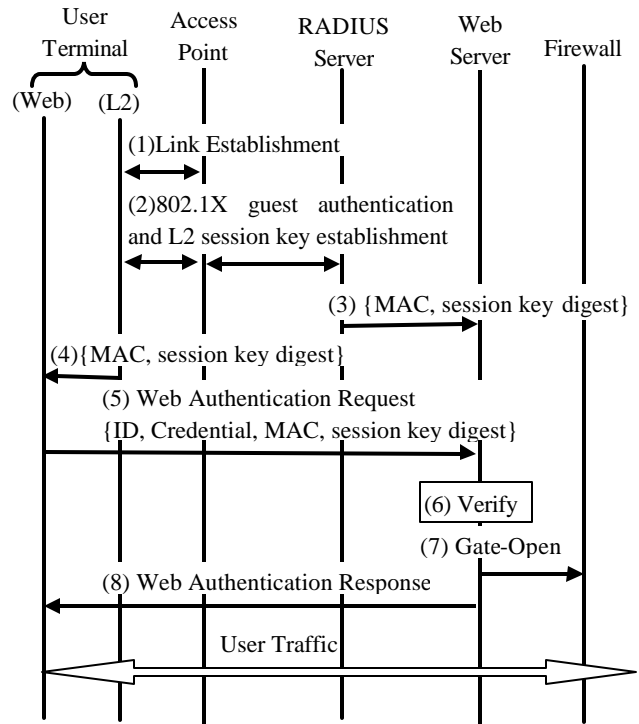 User
Terminal
Access
Point
RADIUS
Server
Web
Server
Firewall
(Web)
(L2)
(1)Link Establishment
(2)802.1X guest authentication
and L2 session key establishment
(3) {MAC, session key digest}
(4){MAC, session key digest}
(5) Web Authentication Request
{ID, Credential, MAC, session key digest}
(6) Verify
(7) Gate-Open
(8) Web Authentication Response
User Traffic